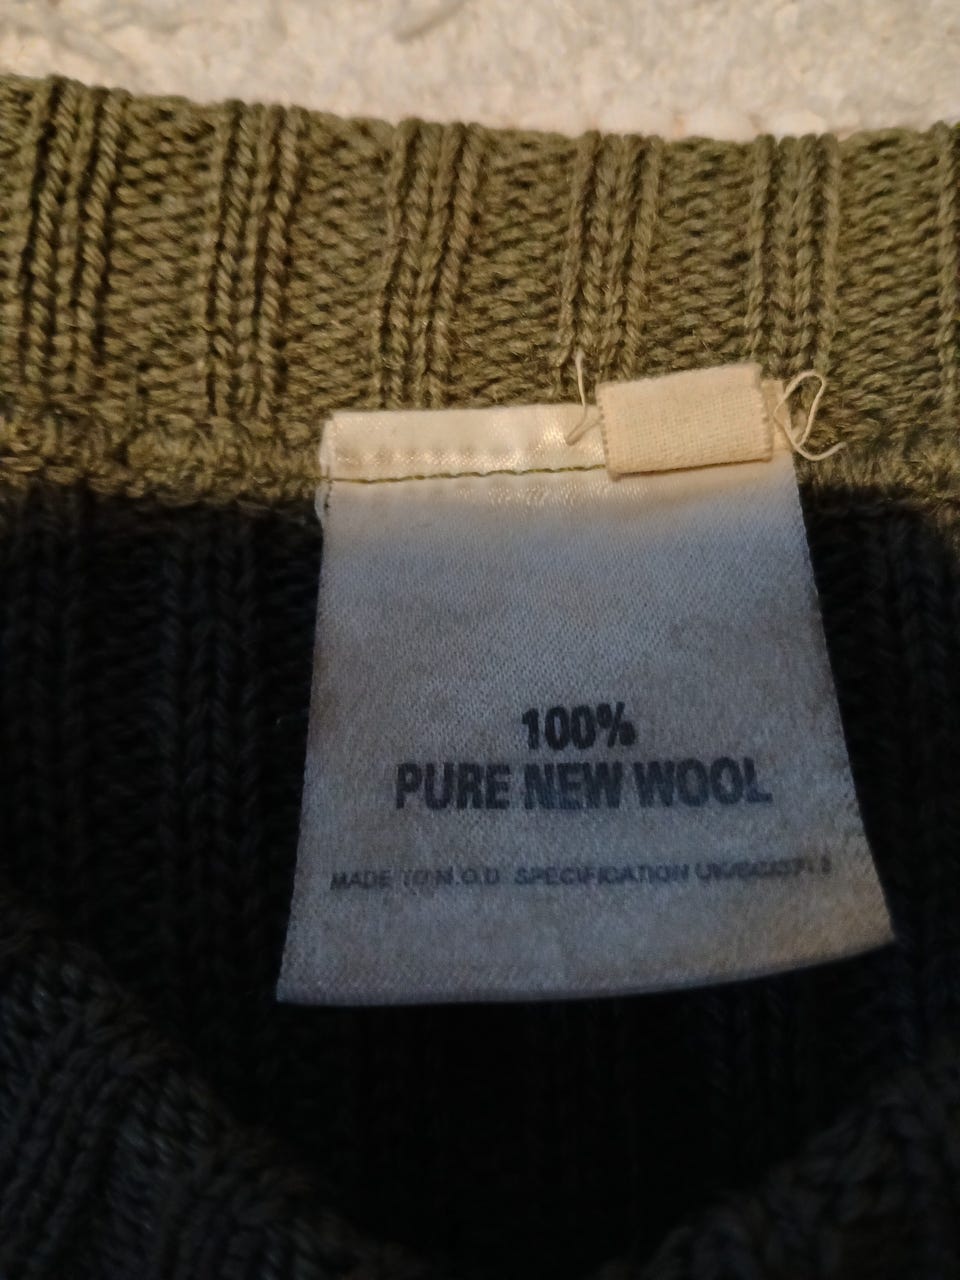 100%
PURE NEW WOOL
MADE TO M.O.D. SPECIFICATION